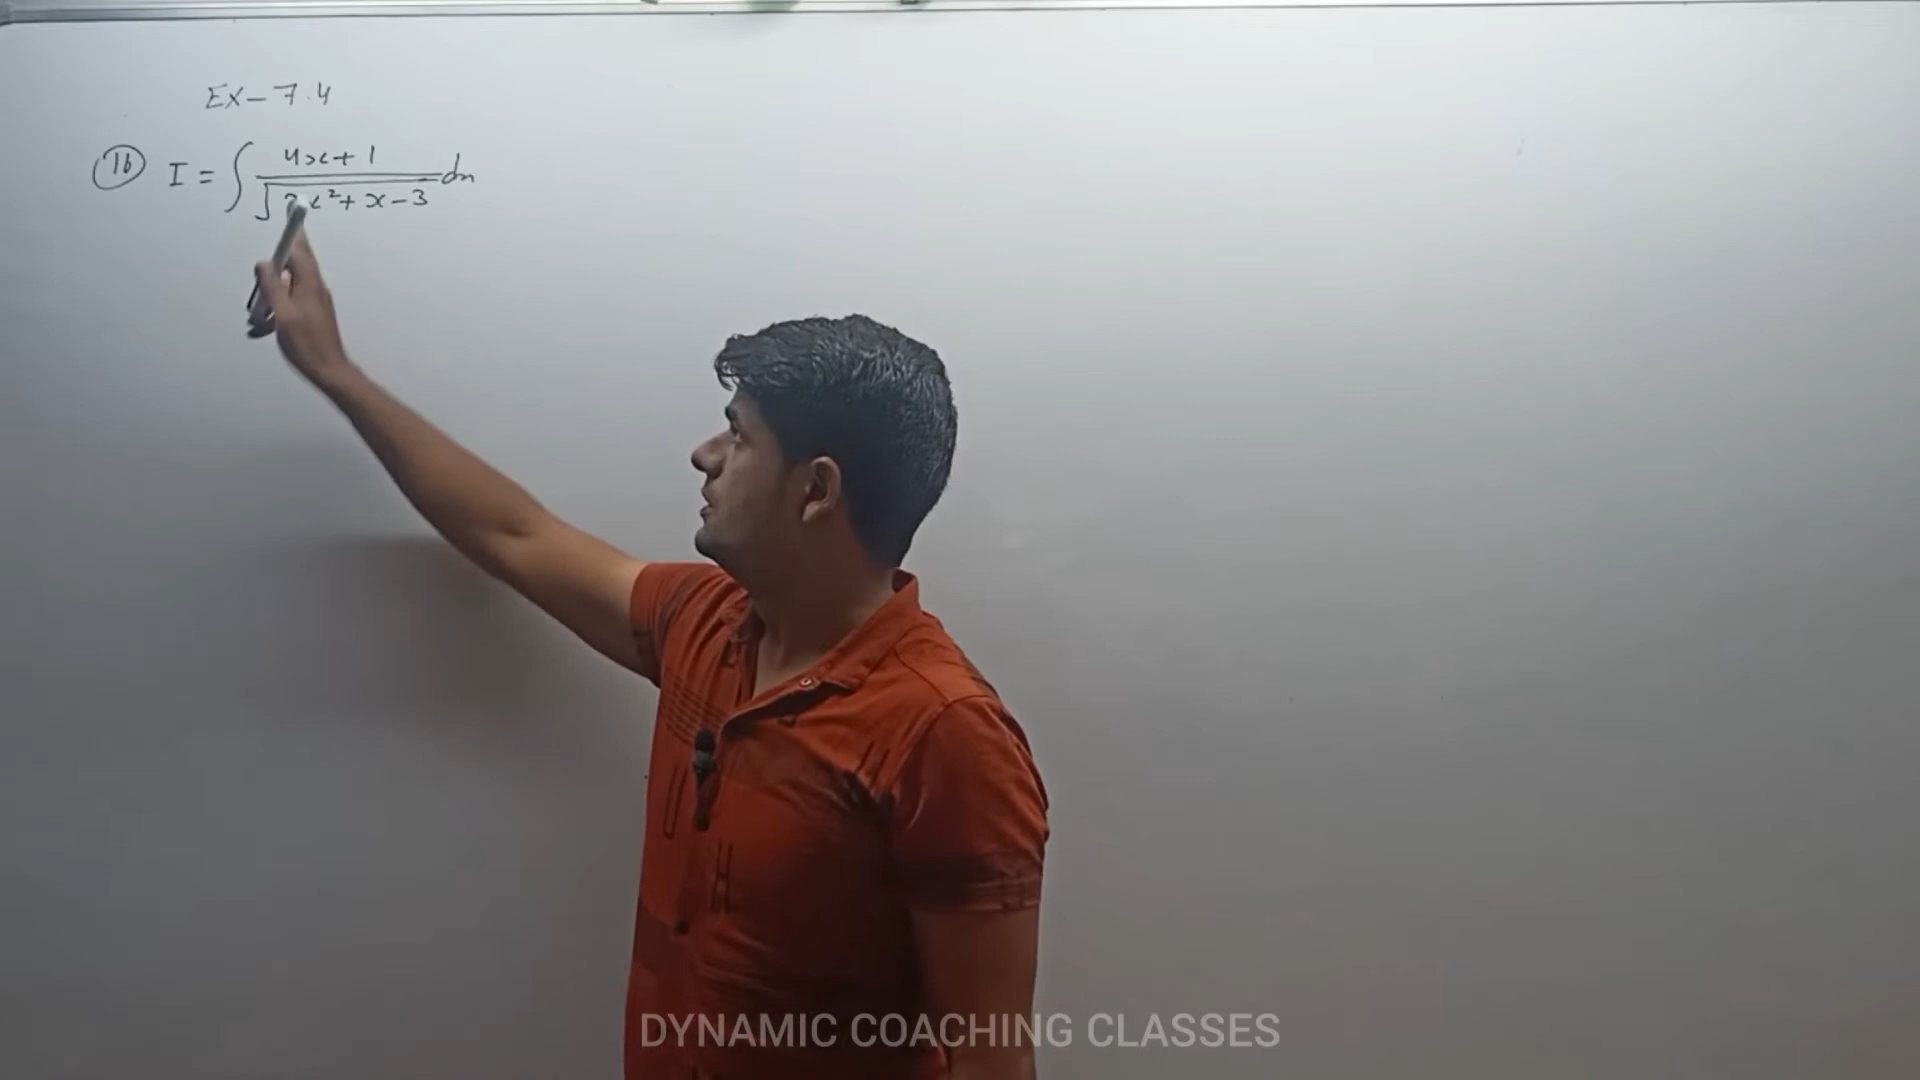 EX-7.4
(16) I = ∫ 4x+1
√2x²+x-3 dx
DYNAMIC COACHING CLASSES